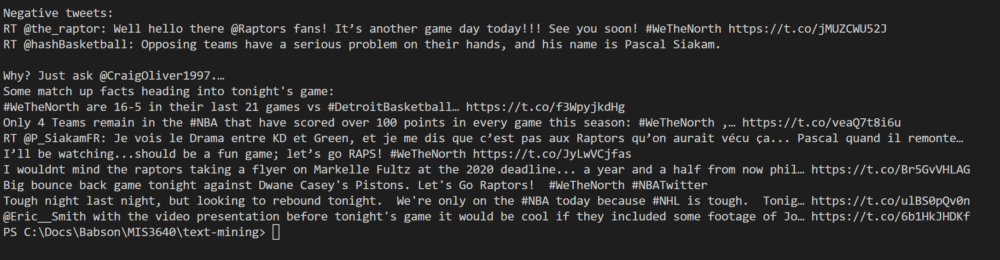 Negative tweets:
RT @the_raptor: Well hello there @Raptors fans! It’s another game day today!!! See you soon! #WeTheNorth https://t.co/jMUZCWU52J
RT @hashBasketball: Opposing teams have a serious problem on their hands, and his name is Pascal Siakam.
Why? Just ask @CraigOliver1997.…
Some match up facts heading into tonight's game:
#WeTheNorth are 16-5 in their last 21 games vs #DetroitBasketball… https://t.co/f3WpyjkdHg
Only 4 Teams remain in the #NBA that have scored over 100 points in every game this season: #WeTheNorth ,… https://t.co/veaQ7t8i6u
RT @P_SiakamFR: Je vois le Drama entre KD et Green, et je me dis que c’est pas aux Raptors qu’on aurait vécu ça... Pascal quand il remonte…
I’ll be watching...should be a fun game; let’s go RAPS! #WeTheNorth https://t.co/JyLwVCjfas
I wouldnt mind the raptors taking a flyer on Markelle Fultz at the 2020 deadline... a year and a half from now phil… https://t.co/Br5GvVHLAG
Big bounce back game tonight against Dwane Casey's Pistons. Let's Go Raptors!  #WeTheNorth #NBATwitter
Tough night last night, but looking to rebound tonight.  We're only on the #NBA today because #NHL is tough.  Tonig… https://t.co/ulBS0pQv0n
@Eric__Smith with the video presentation before tonight's game it would be cool if they included some footage of Jo… https://t.co/6b1HkJHDKf
PS C:\Docs\Babson\MIS3640\text-mining>